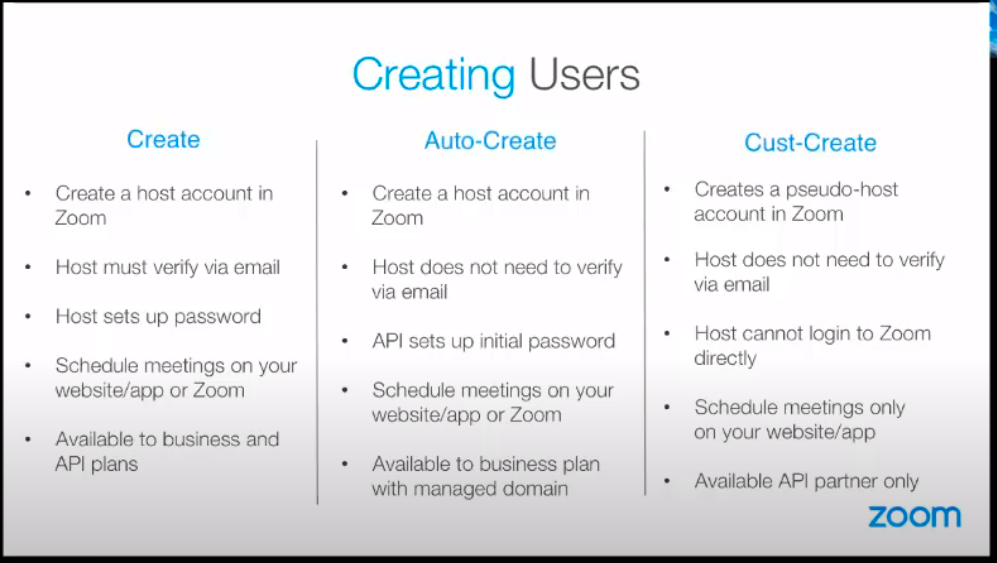 Creating Users
Create
• Create a host account in
Zoom
• Host must verify via email
• Host sets up password
• Schedule meetings on your
website/app or Zoom
• Available to business and
API plans
Auto-Create
• Create a host account in
Zoom
• Host does not need to verify
via email
• API sets up initial password
• Schedule meetings on your
website/app or Zoom
• Available to business plan
with managed domain
Cust-Create
• Creates a pseudo-host
account in Zoom
• Host does not need to verify
via email
• Host cannot login to Zoom
directly
• Schedule meetings only
on your website/app
• Available API partner only
zoom